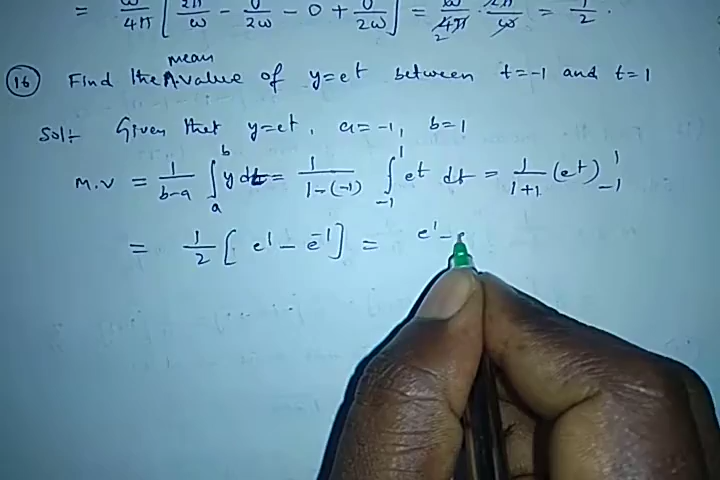 = ω/4π [2π/ω - 0/2ω - 0 + 0/2ω] = ω/4π · 2π/ω = 1/2.
(16) Find the mean value of y=e^t between t=-1 and t=1
Sol:- Given that y=e^t, a=-1, b=1
M.V = 1/(b-a) ∫_a^b y dt = 1/(1-(-1)) ∫_{-1}^1 e^t dt = 1/(1+1) (e^t)_{-1}^1
= 1/2 [e^1 - e^{-1}] = e^1 - e